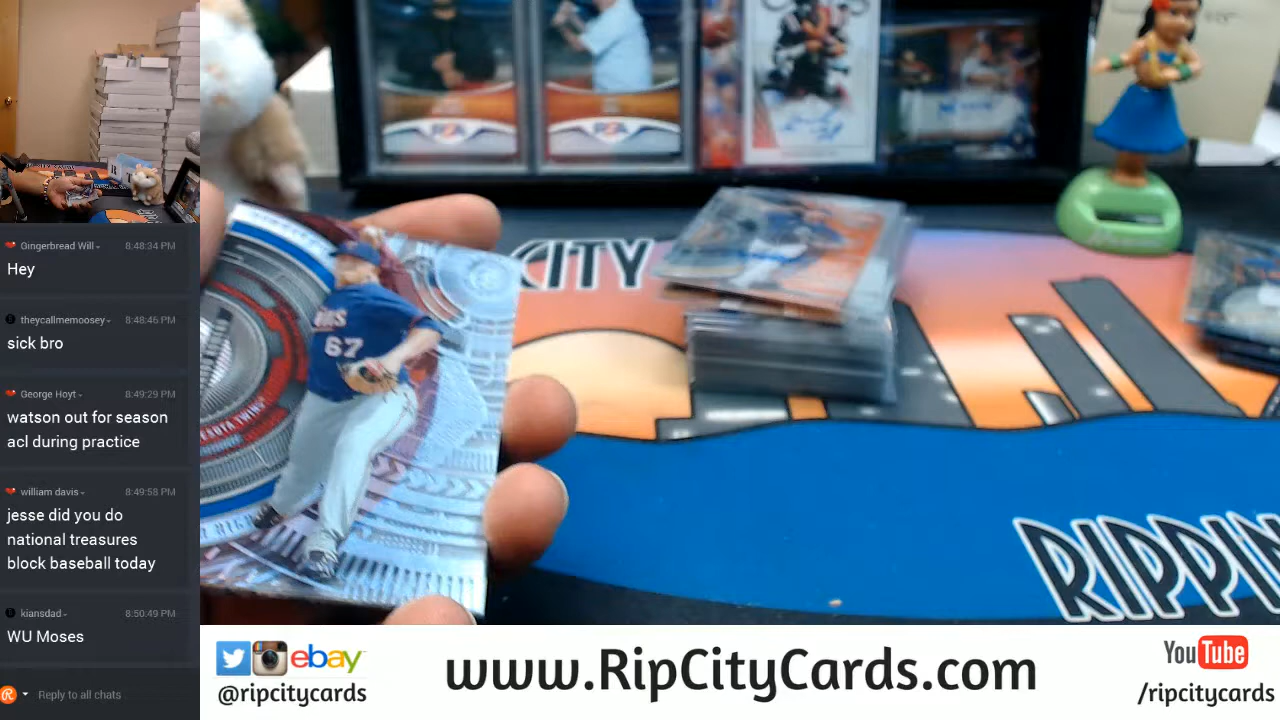 Gingerbread Will 8:48:34 PM
Hey
theycallmemoosey 8:48:46 PM
sick bro
George Hoyt 8:49:29 PM
watson out for season
acl during practice
william davis 8:49:58 PM
jesse did you do
national treasures
block baseball today
kiansdad 8:50:49 PM
WU Moses
Reply to all chats
CITY
67
RIPPIN
ebay
@ripcitycards
www.RipCityCards.com
YouTube
/ripcitycards